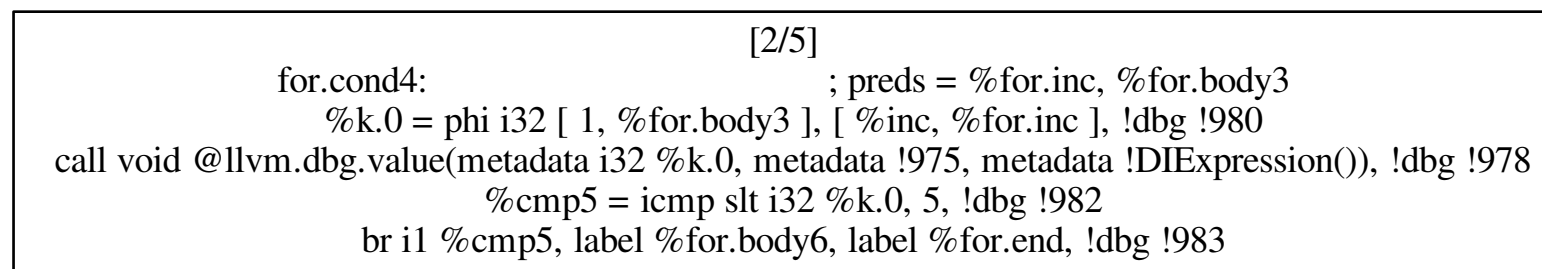 [2/5]
for.cond4: ; preds = %for.inc, %for.body3
%k.0 = phi i32 [ 1, %for.body3 ], [ %inc, %for.inc ], !dbg !980
call void @llvm.dbg.value(metadata i32 %k.0, metadata !975, metadata !DIExpression()), !dbg !978
%cmp5 = icmp slt i32 %k.0, 5, !dbg !982
br i1 %cmp5, label %for.body6, label %for.end, !dbg !983